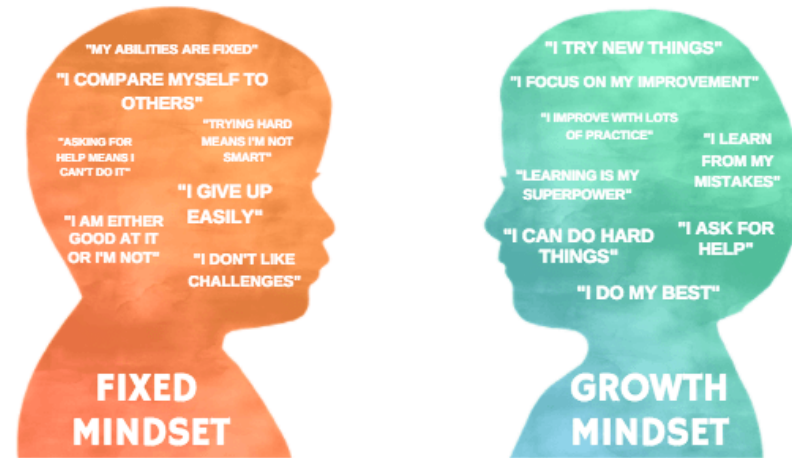 "MY ABILITIES ARE FIXED"
"I COMPARE MYSELF TO
OTHERS"
"TRYING HARD
MEANS I'M NOT
SMART"
"ASKING FOR
HELP MEANS I
CAN'T DO IT"
"I GIVE UP
EASILY"
"I AM EITHER
GOOD AT IT
OR I'M NOT"
"I DON'T LIKE
CHALLENGES"
FIXED
MINDSET
"I TRY NEW THINGS"
"I FOCUS ON MY IMPROVEMENT"
"I IMPROVE WITH LOTS
OF PRACTICE"
"I LEARN
FROM MY
MISTAKES"
"LEARNING IS MY
SUPERPOWER"
"I CAN DO HARD
THINGS"
"I ASK FOR
HELP"
"I DO MY BEST"
GROWTH
MINDSET